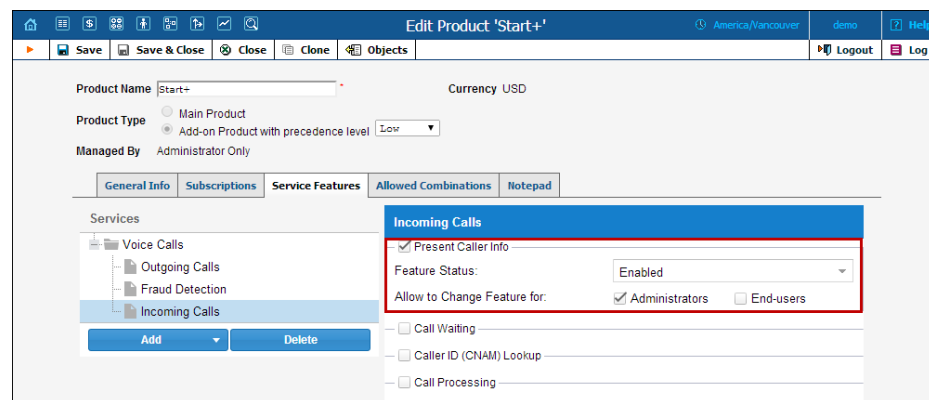 Edit Product 'Start+' America/Vancouver demo Help
Save Save & Close Close Clone Objects Logout Log
Product Name Start+ * Currency USD
Product Type Main Product
Add-on Product with precedence level Low
Managed By Administrator Only
General Info Subscriptions Service Features Allowed Combinations Notepad
Services
Incoming Calls
Voice Calls
Present Caller Info
Outgoing Calls
Feature Status: Enabled
Fraud Detection
Allow to Change Feature for: Administrators End-users
Incoming Calls
Call Waiting
Add Delete
Caller ID (CNAM) Lookup
Call Processing